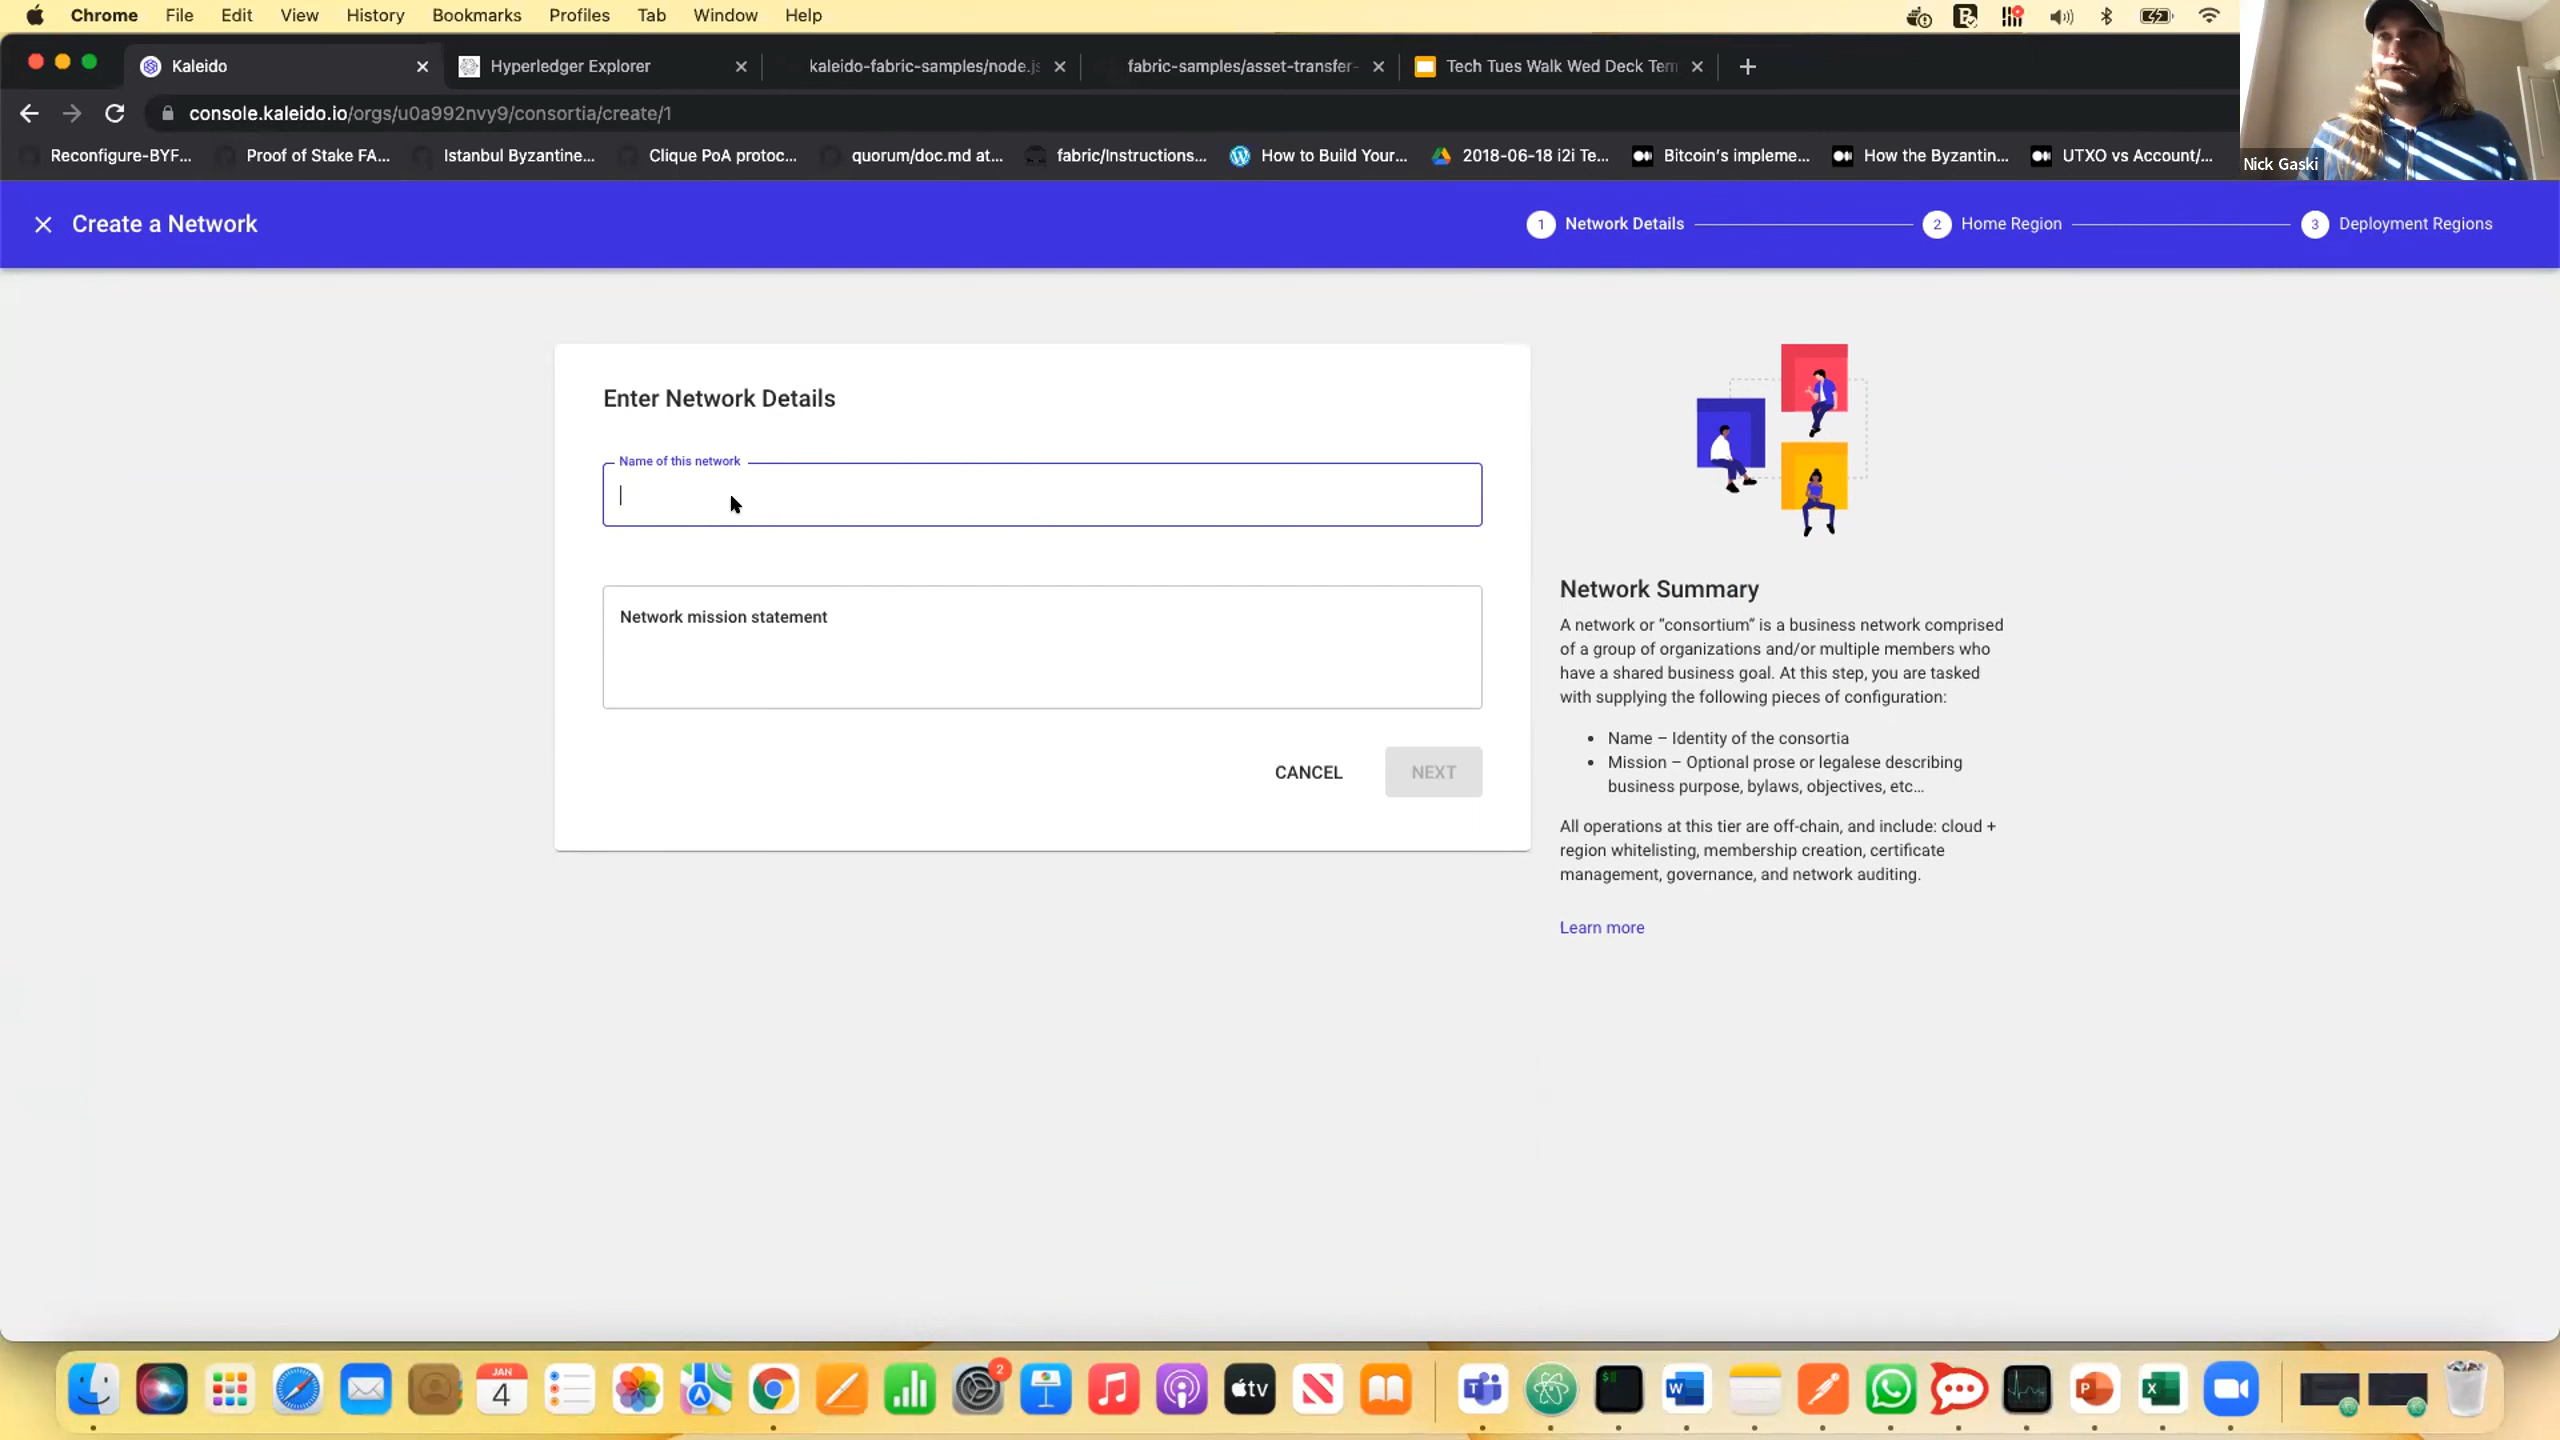 Chrome File Edit View History Bookmarks Profiles Tab Window Help
Kaleido
Hyperledger Explorer
kaleido-fabric-samples/node.js
fabric-samples/asset-transfer-
Tech Tues Walk Wed Deck Tem
console.kaleido.io/orgs/u0a992nvy9/consortia/create/1
Reconfigure-BYF...
Proof of Stake FA...
Istanbul Byzantine...
Clique PoA protoc...
quorum/doc.md at...
fabric/Instructions...
How to Build Your...
2018-06-18 i2i Te...
Bitcoin's impleme...
How the Byzantin...
UTXO vs Account/...
Nick Gaski
Create a Network
1 Network Details
2 Home Region
3 Deployment Regions
Enter Network Details
Name of this network
Network mission statement
CANCEL
NEXT
Network Summary
A network or “consortium” is a business network comprised
of a group of organizations and/or multiple members who
have a shared business goal. At this step, you are tasked
with supplying the following pieces of configuration:
• Name – Identity of the consortia
• Mission – Optional prose or legalese describing
business purpose, bylaws, objectives, etc...
All operations at this tier are off-chain, and include: cloud +
region whitelisting, membership creation, certificate
management, governance, and network auditing.
Learn more
JAN
4
2
tv
$
W
P
X